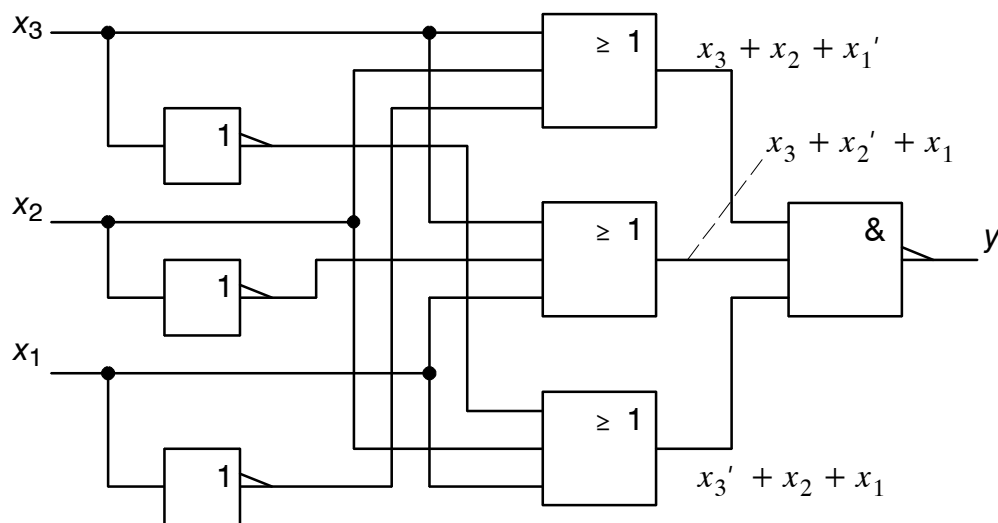 x₃
≥ 1
x₃ + x₂ + x₁′
1
x₃ + x₂′ + x₁
x₂
≥ 1
&
y
1
x₁
≥ 1
1
x₃′ + x₂ + x₁